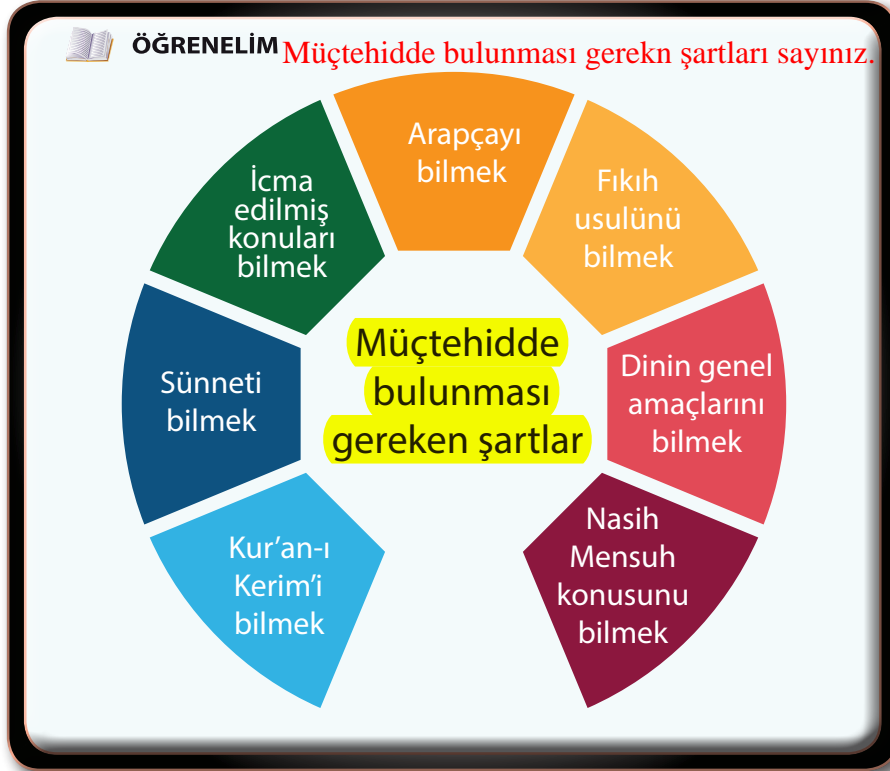 ÖĞRENELİM Müçtehidde bulunması gerekn şartları sayınız.
Kur'an-ı
Kerim'i
bilmek
Sünneti
bilmek
İcma
edilmiş
konuları
bilmek
Arapçayı
bilmek
Fıkıh
usulünü
bilmek
Dinin genel
amaçlarını
bilmek
Nasih
Mensuh
konusunu
bilmek
Müçtehidde
bulunması
gereken şartlar